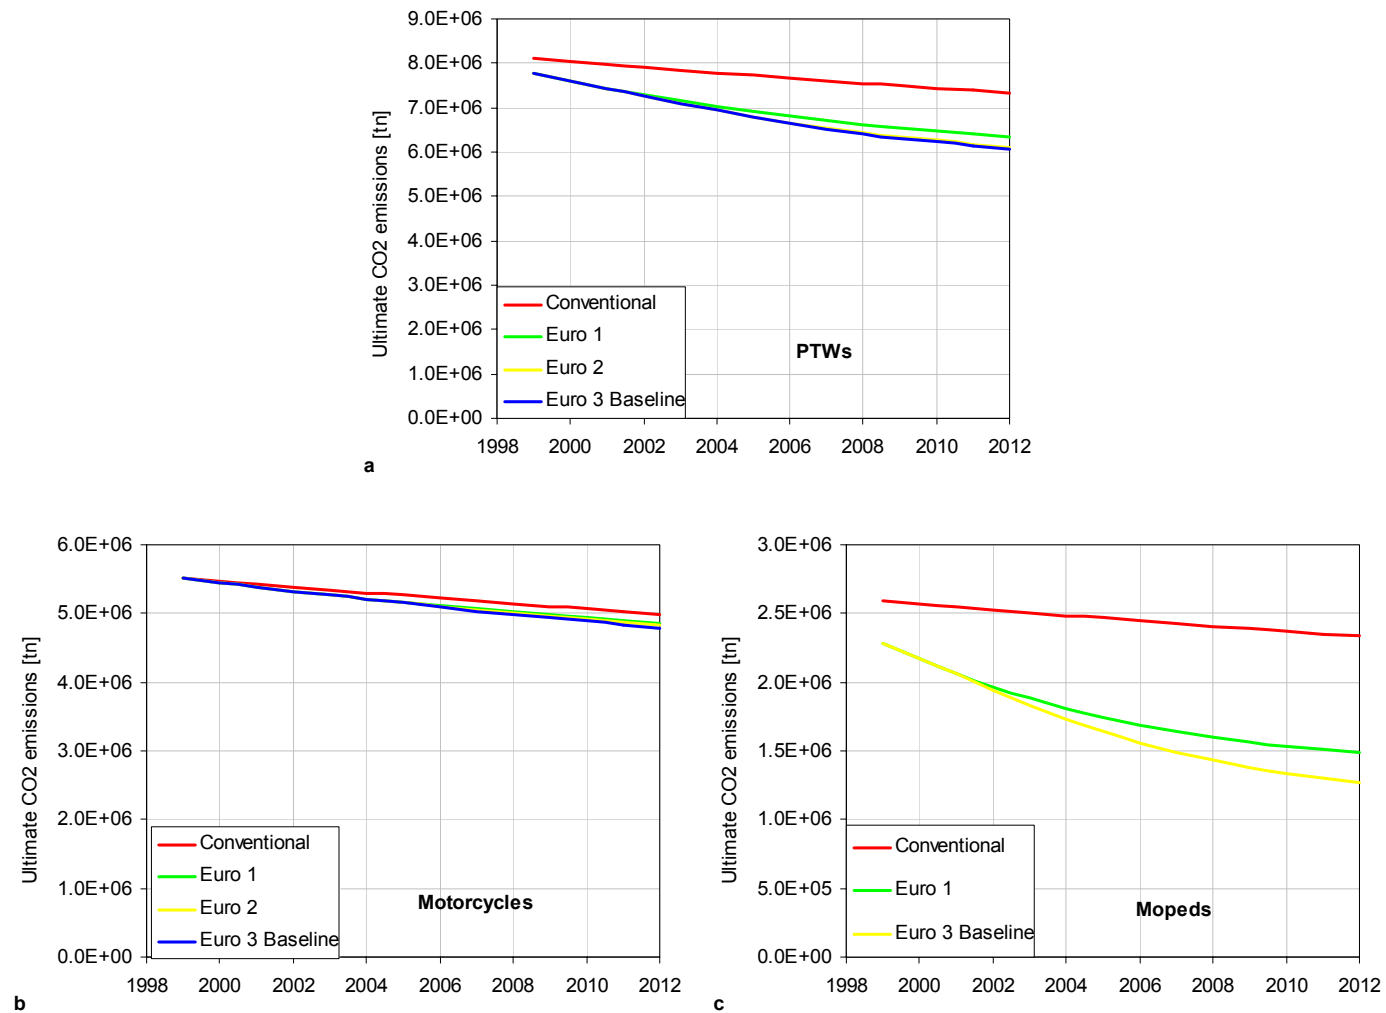 9.0E+06
8.0E+06
7.0E+06
6.0E+06
5.0E+06
4.0E+06
3.0E+06
2.0E+06
1.0E+06
0.0E+00
Ultimate CO2 emissions [tn]
Conventional
Euro 1
Euro 2
Euro 3 Baseline
PTWs
1998 2000 2002 2004 2006 2008 2010 2012
a
6.0E+06
5.0E+06
4.0E+06
3.0E+06
2.0E+06
1.0E+06
0.0E+00
Ultimate CO2 emissions [tn]
Conventional
Euro 1
Euro 2
Euro 3 Baseline
Motorcycles
1998 2000 2002 2004 2006 2008 2010 2012
b
3.0E+06
2.5E+06
2.0E+06
1.5E+06
1.0E+06
5.0E+05
0.0E+00
Ultimate CO2 emissions [tn]
Conventional
Euro 1
Euro 3 Baseline
Mopeds
1998 2000 2002 2004 2006 2008 2010 2012
c